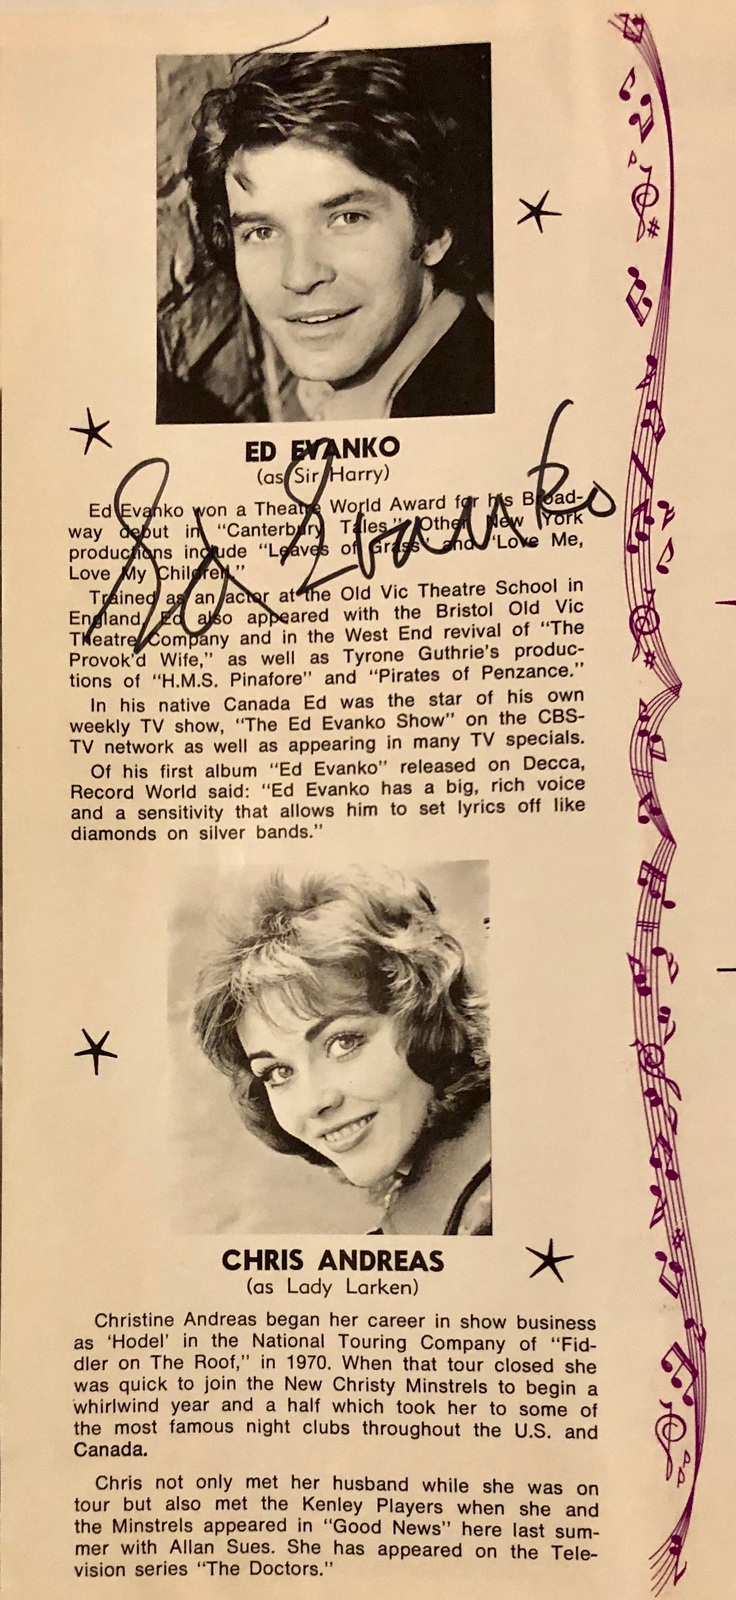 ED EVANKO
(as Sir Harry)
Ed Evanko
Ed Evanko won a Theatre World Award for his Broad-
way debut in "Canterbury Tales." Other New York
productions include "Leaves of Grass" and "Love Me,
Love My Children."
Trained as an actor at the Old Vic Theatre School in
England, Ed also appeared with the Bristol Old Vic
Theatre Company and in the West End revival of "The
Provok'd Wife," as well as Tyrone Guthrie's produc-
tions of "H.M.S. Pinafore" and "Pirates of Penzance."
In his native Canada Ed was the star of his own
weekly TV show, "The Ed Evanko Show" on the CBS-
TV network as well as appearing in many TV specials.
Of his first album "Ed Evanko" released on Decca,
Record World said: "Ed Evanko has a big, rich voice
and a sensitivity that allows him to set lyrics off like
diamonds on silver bands."
CHRIS ANDREAS
(as Lady Larken)
Christine Andreas began her career in show business
as 'Hodel' in the National Touring Company of "Fid-
dler on The Roof," in 1970. When that tour closed she
was quick to join the New Christy Minstrels to begin a
whirlwind year and a half which took her to some of
the most famous night clubs throughout the U.S. and
Canada.
Chris not only met her husband while she was on
tour but also met the Kenley Players when she and
the Minstrels appeared in "Good News" here last sum-
mer with Allan Sues. She has appeared on the Tele-
vision series "The Doctors."